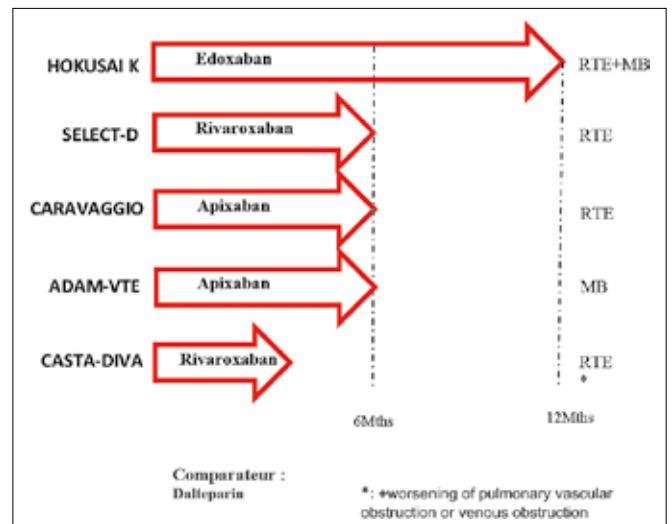 HOKUSAI K Edoxaban RTE+MB
SELECT-D Rivaroxaban RTE
CARAVAGGIO Apixaban RTE
ADAM-VTE Apixaban MB
CASTA-DIVA Rivaroxaban RTE
*
6Mths 12Mths
Comparateur :
Dalteparin
*: +worsening of pulmonary vascular
obstruction or venous obstruction